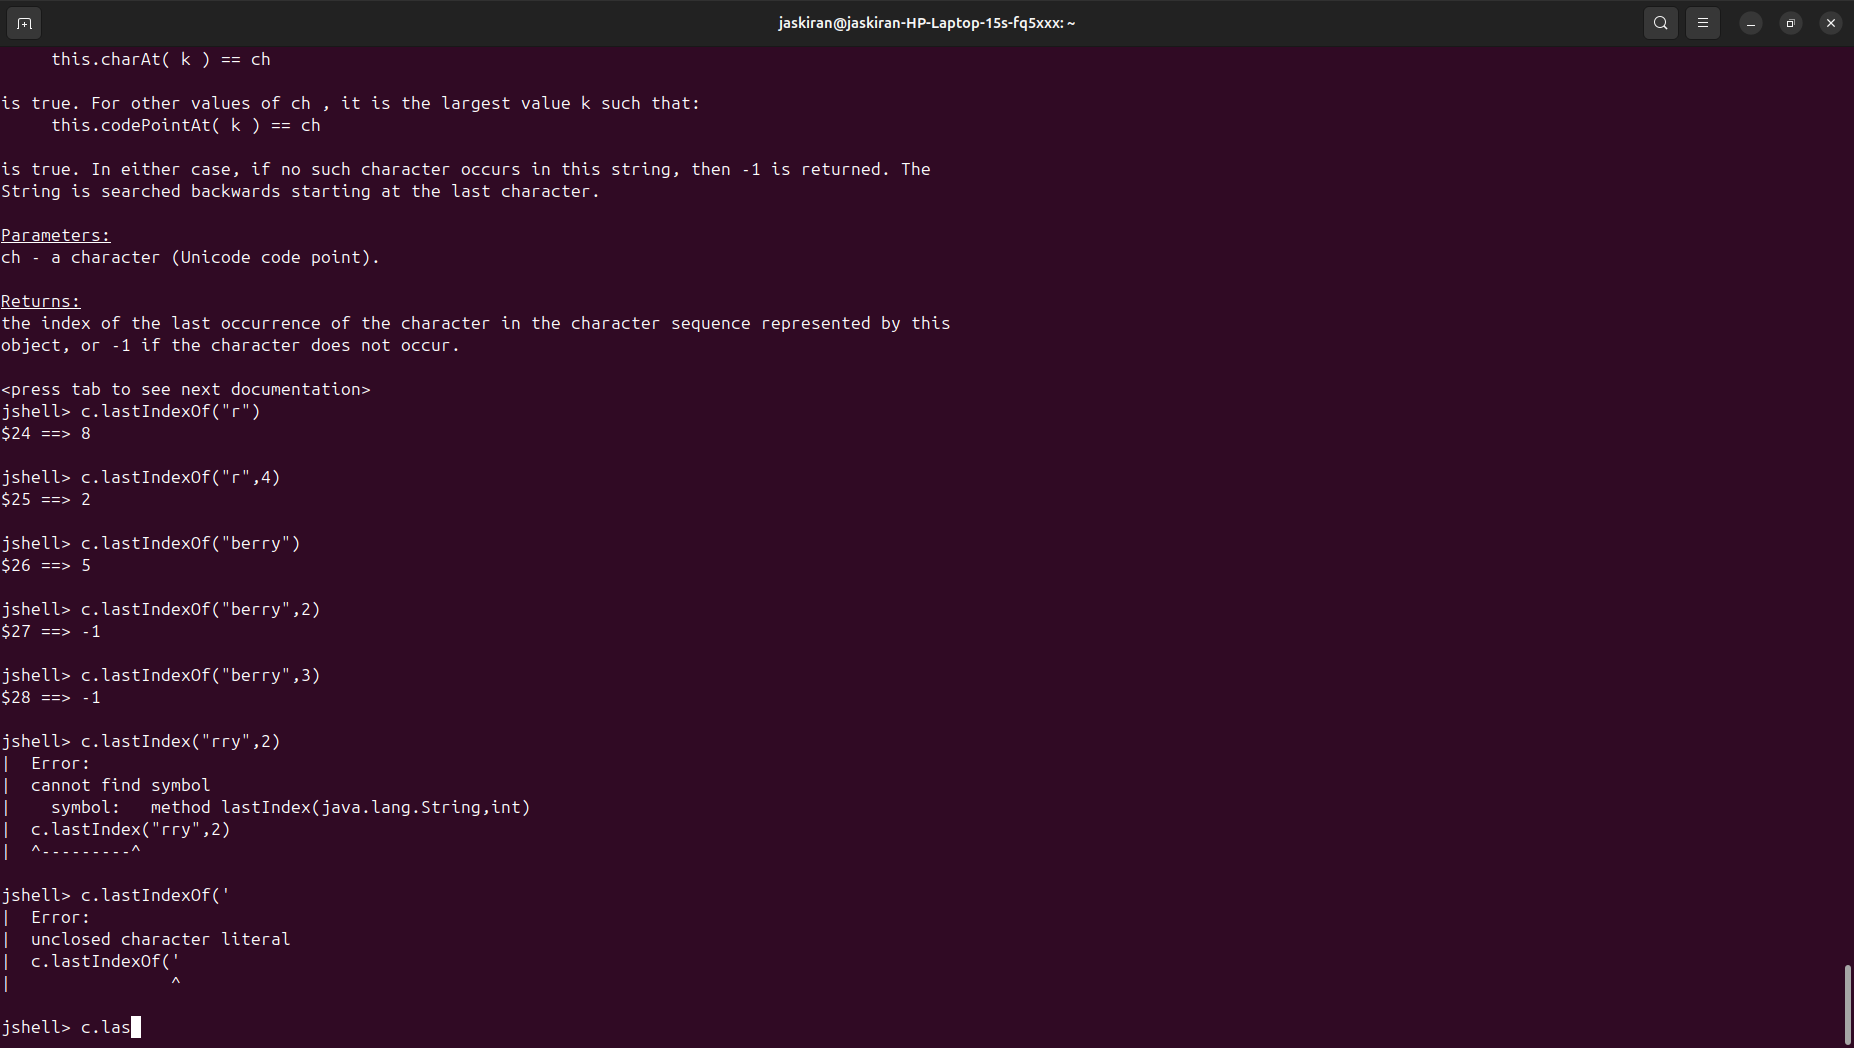 jaskiran@jaskiran-HP-Laptop-15s-fq5xxx: ~
     this.charAt( k ) == ch
is true. For other values of ch , it is the largest value k such that:
     this.codePointAt( k ) == ch
is true. In either case, if no such character occurs in this string, then -1 is returned. The
String is searched backwards starting at the last character.
Parameters:
ch - a character (Unicode code point).
Returns:
the index of the last occurrence of the character in the character sequence represented by this
object, or -1 if the character does not occur.
<press tab to see next documentation>
jshell> c.lastIndexOf("r")
$24 ==> 8
jshell> c.lastIndexOf("r",4)
$25 ==> 2
jshell> c.lastIndexOf("berry")
$26 ==> 5
jshell> c.lastIndexOf("berry",2)
$27 ==> -1
jshell> c.lastIndexOf("berry",3)
$28 ==> -1
jshell> c.lastIndex("rry",2)
|  Error:
|  cannot find symbol
|    symbol:   method lastIndex(java.lang.String,int)
|  c.lastIndex("rry",2)
|  ^---------^
jshell> c.lastIndexOf('
|  Error:
|  unclosed character literal
|  c.lastIndexOf('
|                ^
jshell> c.las